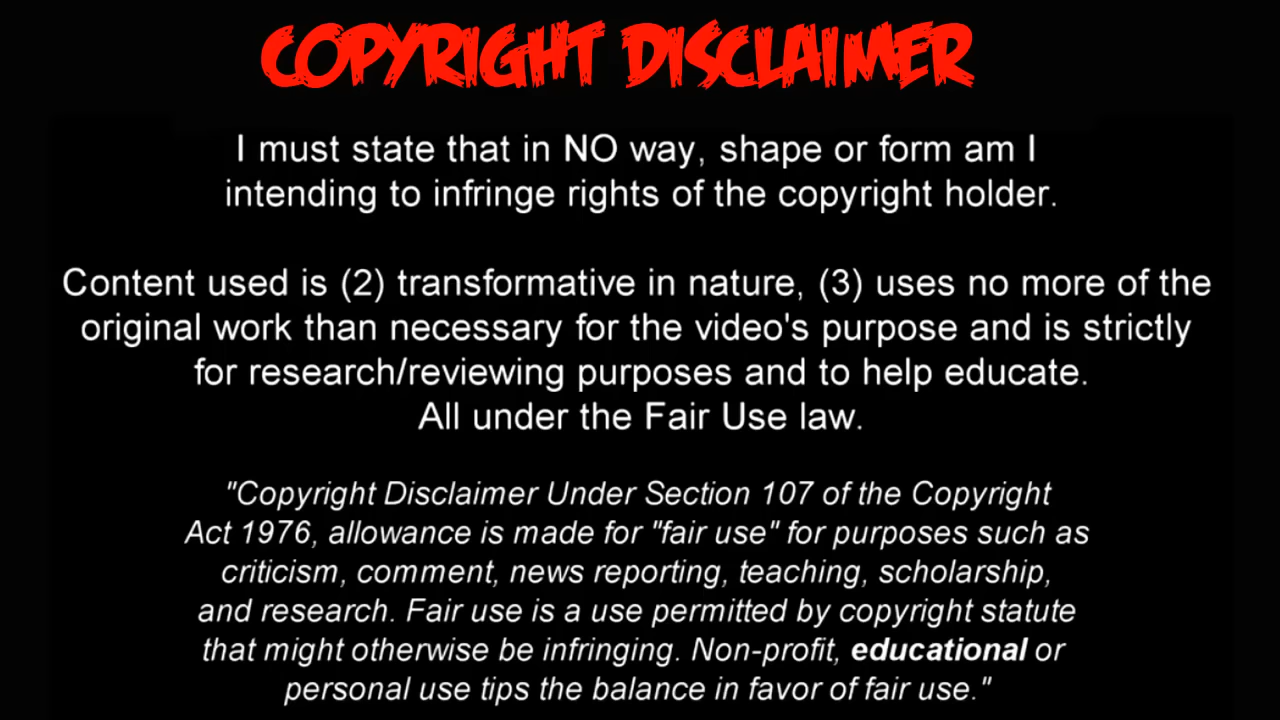 COPYRIGHT DISCLAIMER
I must state that in NO way, shape or form am I
intending to infringe rights of the copyright holder.
Content used is (2) transformative in nature, (3) uses no more of the
original work than necessary for the video's purpose and is strictly
for research/reviewing purposes and to help educate.
All under the Fair Use law.
"Copyright Disclaimer Under Section 107 of the Copyright
Act 1976, allowance is made for "fair use" for purposes such as
criticism, comment, news reporting, teaching, scholarship,
and research. Fair use is a use permitted by copyright statute
that might otherwise be infringing. Non-profit, educational or
personal use tips the balance in favor of fair use."